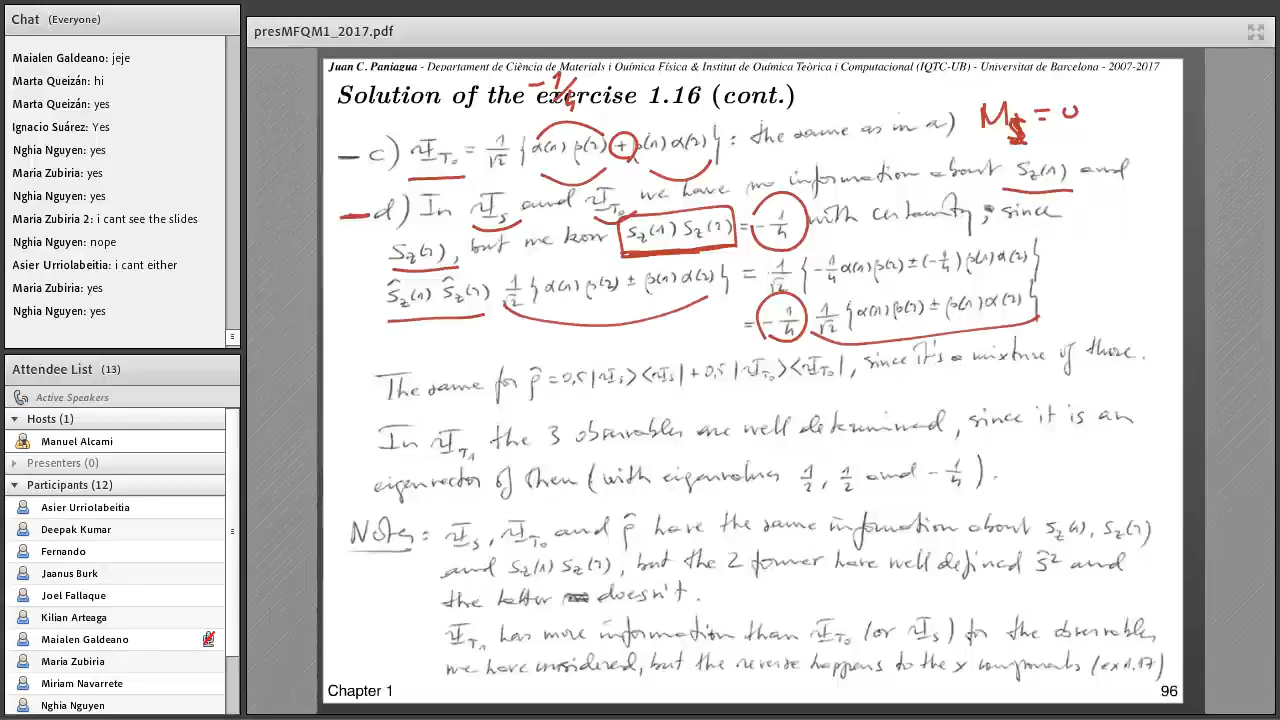 Chat (Everyone)
Maialen Galdeano: jeje
Marta Queizán: hi
Marta Queizán: yes
Ignacio Suárez: Yes
Nghia Nguyen: yes
Maria Zubiria: yes
Nghia Nguyen: yes
Maria Zubiria 2: i cant see the slides
Nghia Nguyen: nope
Asier Urriolabeitia: i cant either
Maria Zubiria: yes
Nghia Nguyen: yes
Attendee List (13)
Active Speakers
Hosts (1)
Manuel Alcami
Presenters (0)
Participants (12)
Asier Urriolabeitia
Deepak Kumar
Fernando
Jaanus Burk
Joel Fallaque
Kilian Arteaga
Maialen Galdeano
Maria Zubiria
Miriam Navarrete
Nghia Nguyen
presMFQM1_2017.pdf
Juan C. Paniagua - Departament de Ciència de Materials i Química Física & Institut de Química Teòrica i Computacional (IQTC-UB) - Universitat de Barcelona - 2007-2017
Solution of the exercise 1.16 (cont.)
-1/4
c) Ψ_T₀ = 1/√2 { α(1) β(2) + β(1) α(2) } : the same as in a) M_S = 0
d) In Ψ_S and Ψ_T₀ we have no information about S_z(1) and
S_z(2), but we know S_z(1) S_z(2) = -1/4 with certainty, since
Ŝ_z(1) Ŝ_z(2) 1/√2 { α(1) β(2) ± β(1) α(2) } = 1/√2 { -1/4 α(1) β(2) ± (-1/4) β(1) α(2) }
= -1/4 1/√2 { α(1) β(2) ± β(1) α(2) }
The same for ρ̂ = 0,5 |Ψ_S> <Ψ_S| + 0,5 |Ψ_T₀> <Ψ_T₀|, since it's a mixture of those.
In Ψ_T₁ the 3 observables are well determined, since it is an
eigenvector of them (with eigenvalues 1/2, 1/2 and -1/4).
Notes: Ψ_S, Ψ_T₀ and ρ̂ have the same information about S_z(1), S_z(2)
and S_z(1) S_z(2), but the 2 former have well defined Ŝ² and
the latter doesn't.
Ψ_T₁ has more information than Ψ_T₀ (or Ψ_S) for the observables
we have considered, but the reverse happens to the x components (ex 1.17)
Chapter 1
96